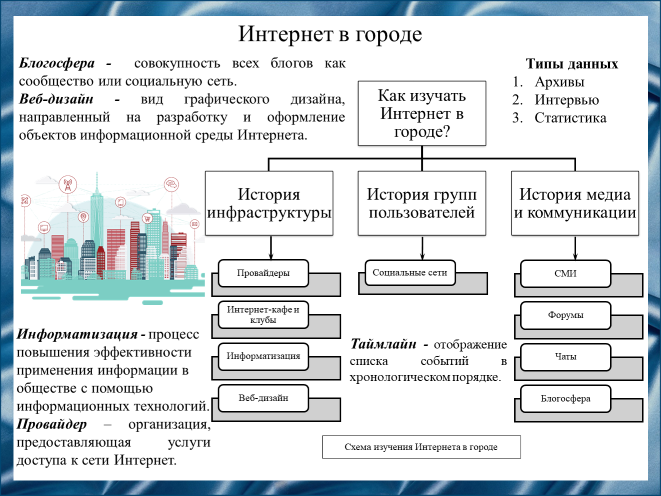 Интернет в городе
Блогосфера - совокупность всех блогов как
сообщество или социальную сеть.
Веб-дизайн - вид графического дизайна,
направленный на разработку и оформление
объектов информационной среды Интернета.
Типы данных
1. Архивы
2. Интервью
3. Статистика
Как изучать
Интернет в
городе?
История
инфраструктуры
Провайдеры
Интернет-кафе и
клубы
Информатизация
Веб-дизайн
История групп
пользователей
Социальные сети
История медиа
и коммуникации
СМИ
Форумы
Чаты
Блогосфера
Информатизация - процесс
повышения эффективности
применения информации в
обществе с помощью
информационных технологий.
Провайдер – организация,
предоставляющая услуги
доступа к сети Интернет.
Таймлайн - отображение
списка событий в
хронологическом порядке.
Схема изучения Интернета в городе